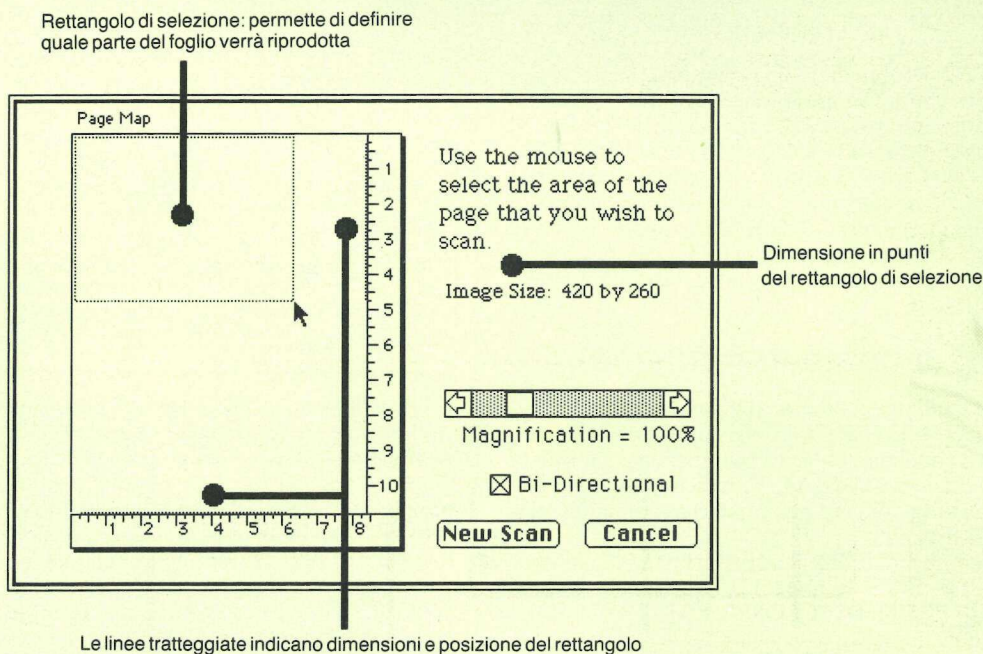 Rettangolo di selezione: permette di definire
quale parte del foglio verrà riprodotta
Page Map
1
2
3
4
5
6
7
8
9
10
1 2 3 4 5 6 7 8
Use the mouse to
select the area of the
page that you wish to
scan.
Image Size: 420 by 260
Magnification = 100%
Bi-Directional
New Scan Cancel
Dimensione in punti
del rettangolo di selezione
Le linee tratteggiate indicano dimensioni e posizione del rettangolo